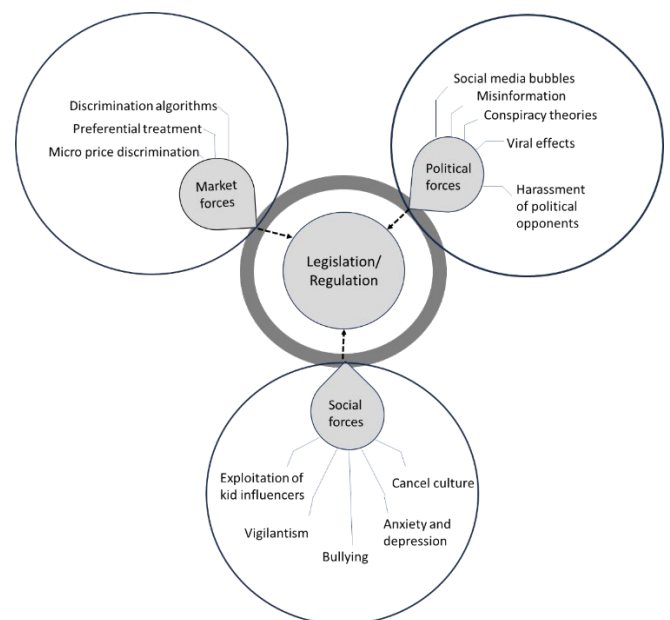 Discrimination algorithms
Preferential treatment
Micro price discrimination
Market
forces
Social media bubbles
Misinformation
Conspiracy theories
Viral effects
Political
forces
Harassment
of political
opponents
Legislation/
Regulation
Social
forces
Exploitation of
kid influencers
Cancel culture
Vigilantism
Anxiety and
depression
Bullying